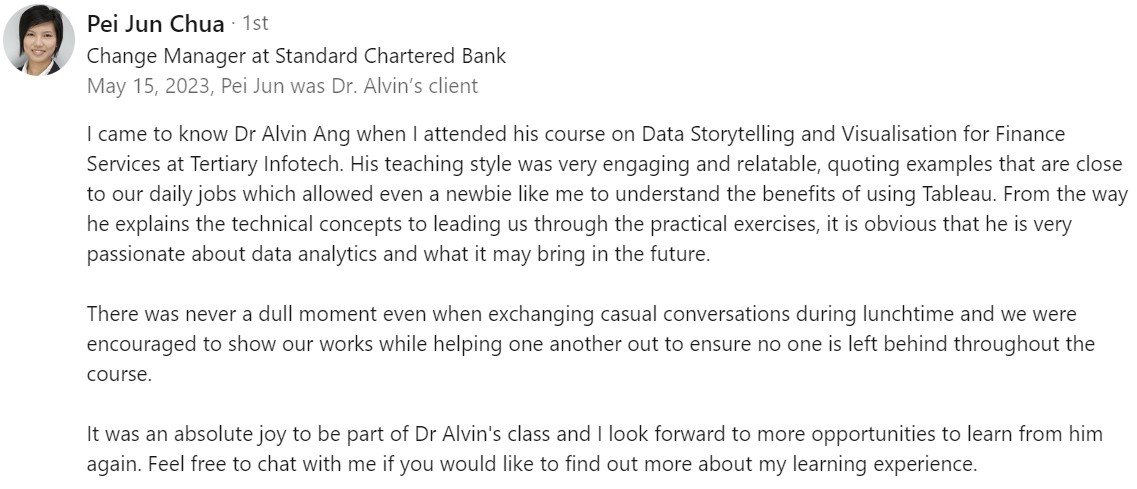 Pei Jun Chua · 1st
Change Manager at Standard Chartered Bank
May 15, 2023, Pei Jun was Dr. Alvin’s client
I came to know Dr Alvin Ang when I attended his course on Data Storytelling and Visualisation for Finance
Services at Tertiary Infotech. His teaching style was very engaging and relatable, quoting examples that are close
to our daily jobs which allowed even a newbie like me to understand the benefits of using Tableau. From the way
he explains the technical concepts to leading us through the practical exercises, it is obvious that he is very
passionate about data analytics and what it may bring in the future.
There was never a dull moment even when exchanging casual conversations during lunchtime and we were
encouraged to show our works while helping one another out to ensure no one is left behind throughout the
course.
It was an absolute joy to be part of Dr Alvin's class and I look forward to more opportunities to learn from him
again. Feel free to chat with me if you would like to find out more about my learning experience.